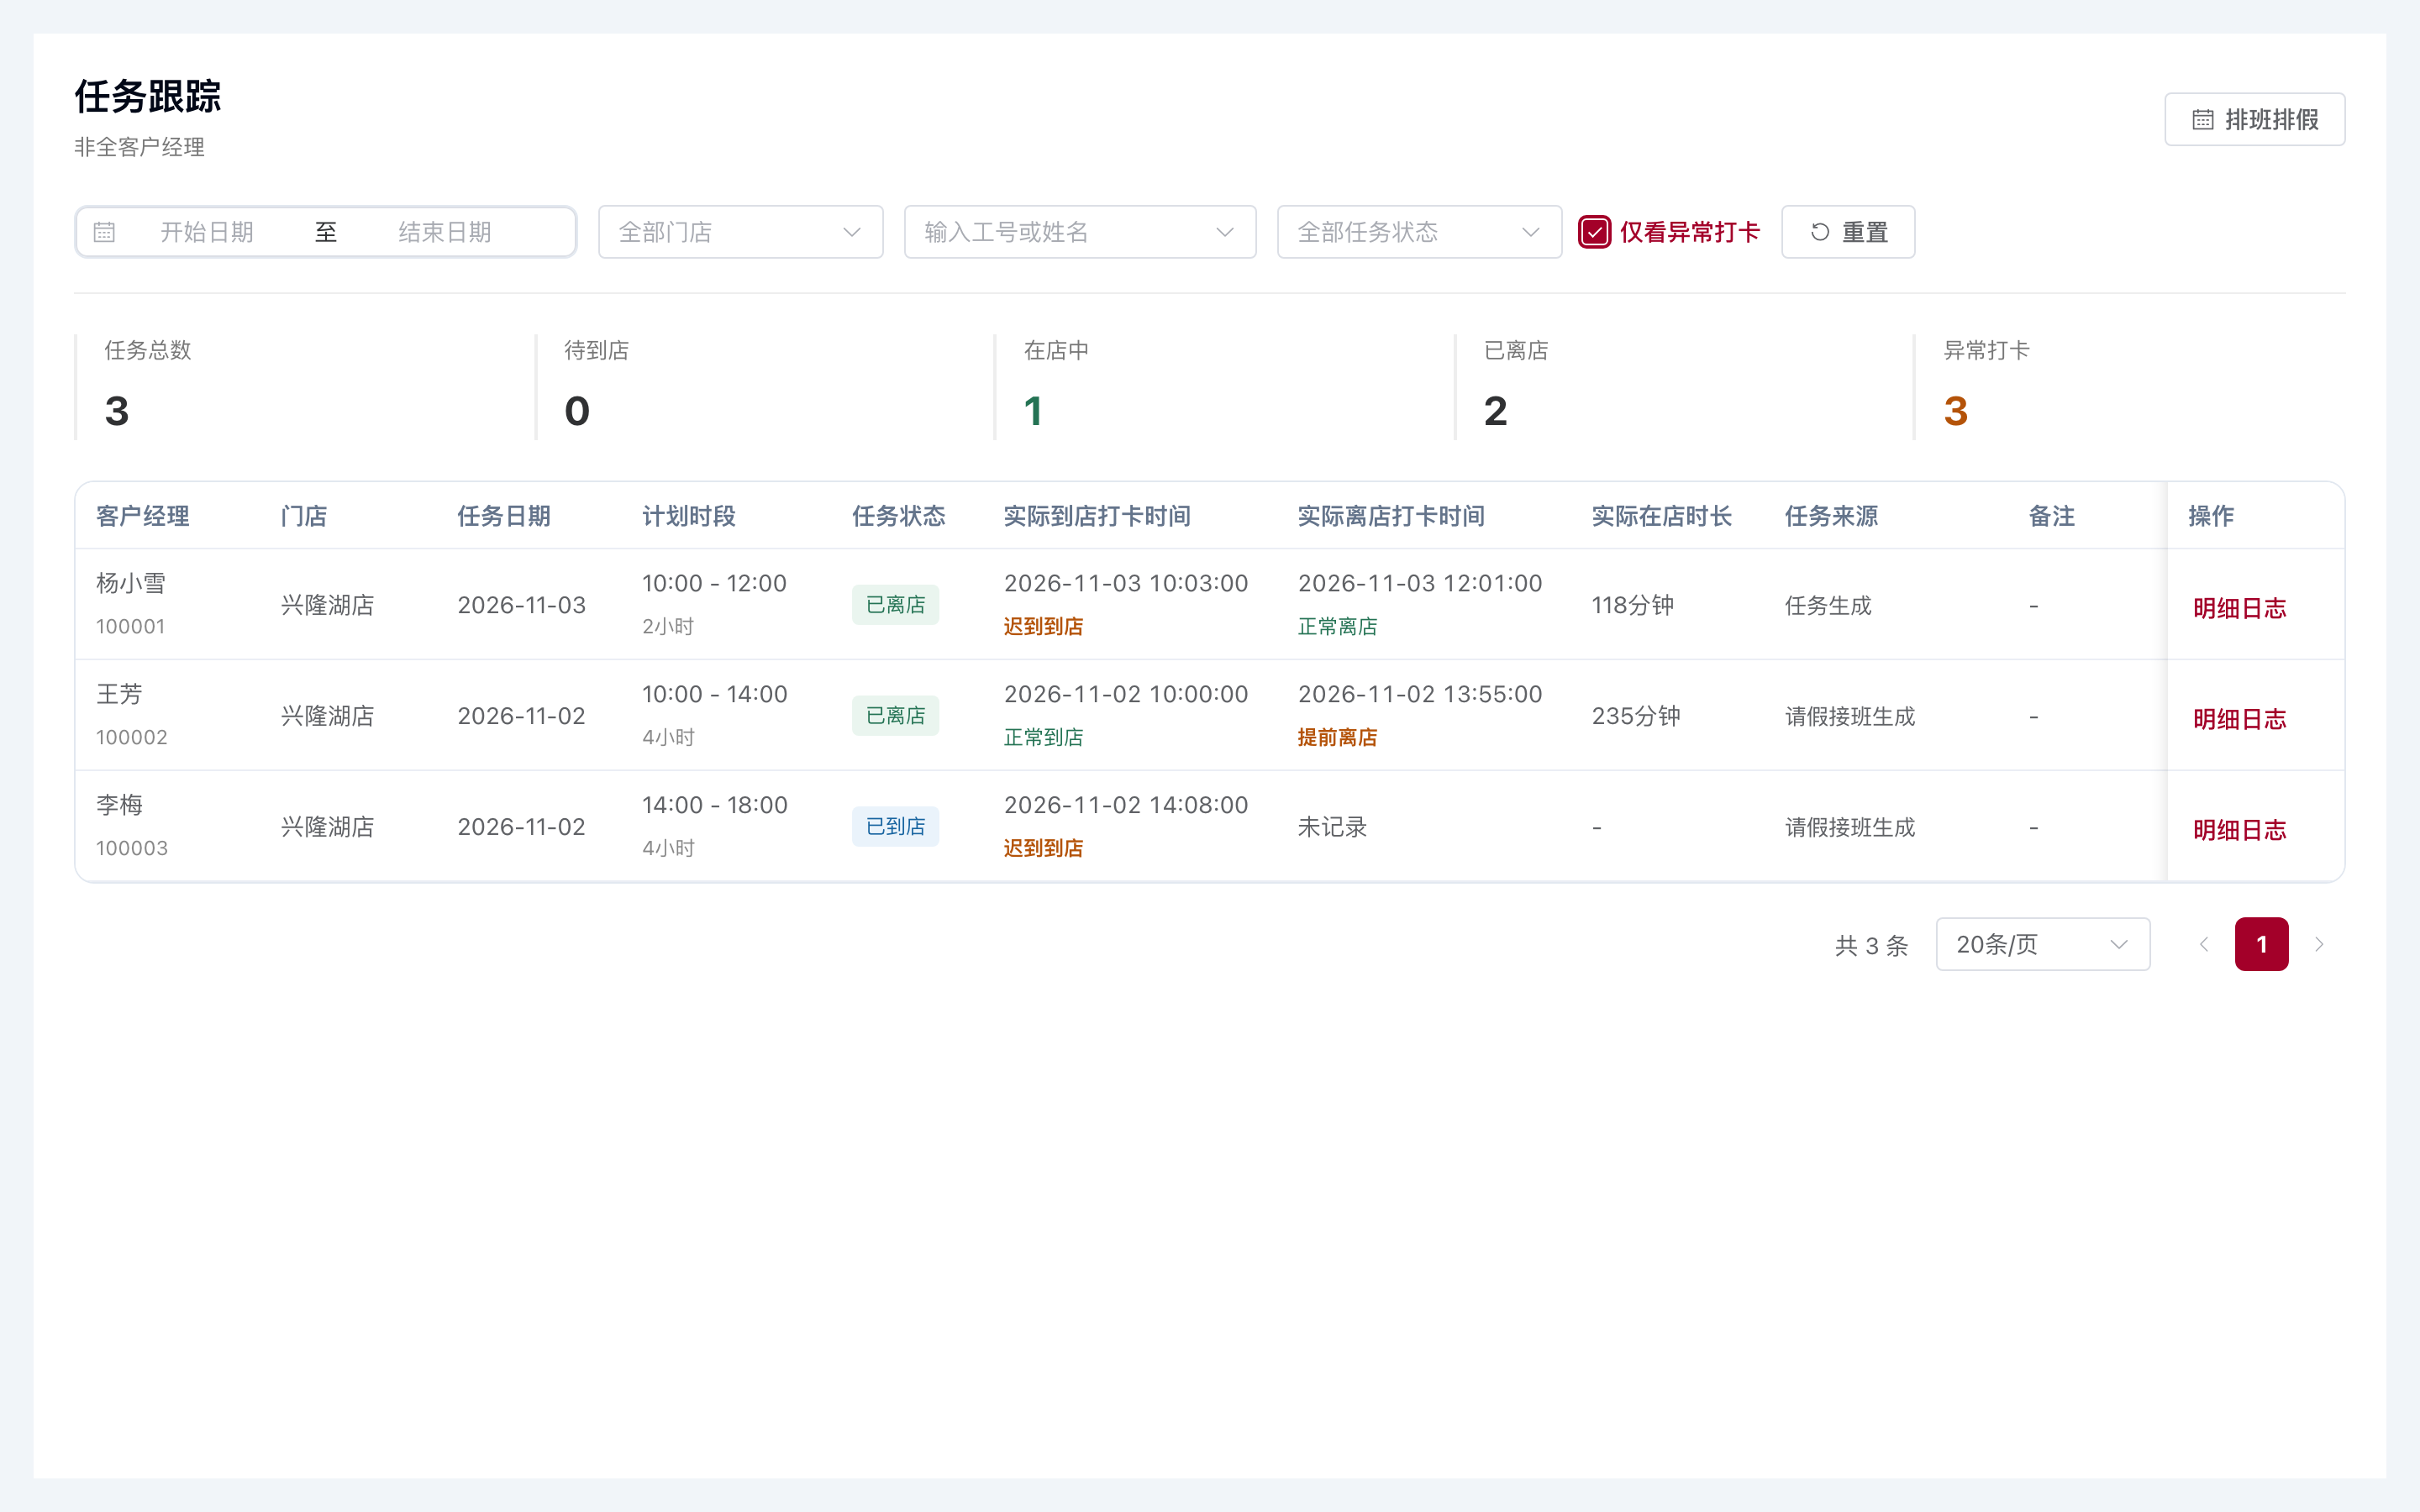 任务跟踪
非全客户经理
排班排假
开始日期 至 结束日期 全部门店 输入工号或姓名 全部任务状态 仅看异常打卡 重置
任务总数 待到店 在店中 已离店 异常打卡
3 0 1 2 3
客户经理 门店 任务日期 计划时段 任务状态 实际到店打卡时间 实际离店打卡时间 实际在店时长 任务来源 备注 操作
杨小雪 10:00 - 12:00 2026-11-03 10:03:00 2026-11-03 12:01:00
兴隆湖店 2026-11-03 已离店 118分钟 任务生成 - 明细日志
100001 2小时 迟到到店 正常离店
王芳 10:00 - 14:00 2026-11-02 10:00:00 2026-11-02 13:55:00
兴隆湖店 2026-11-02 已离店 235分钟 请假接班生成 - 明细日志
100002 4小时 正常到店 提前离店
李梅 14:00 - 18:00 2026-11-02 14:08:00
兴隆湖店 2026-11-02 已到店 未记录 - 请假接班生成 - 明细日志
100003 4小时 迟到到店
共 3 条 20条/页 1